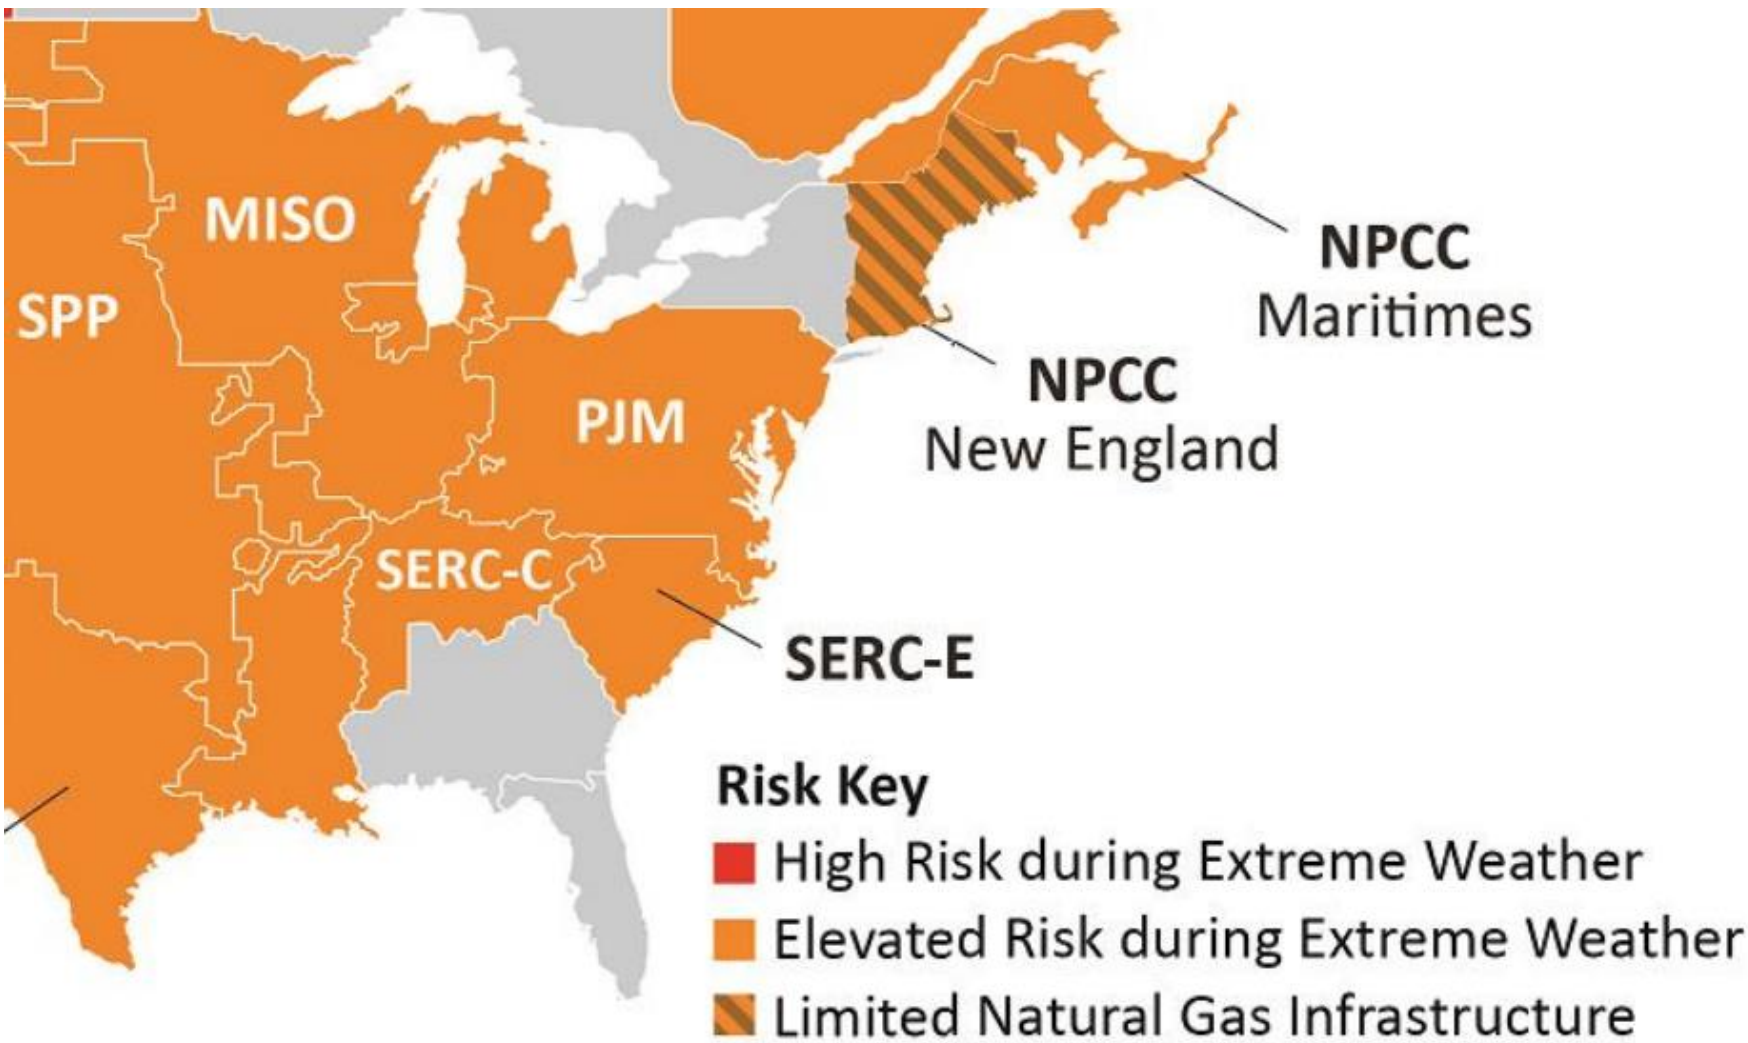 MISO
SPP
NPCC
Maritimes
NPCC
New England
PJM
SERC-C
SERC-E
Risk Key
High Risk during Extreme Weather
Elevated Risk during Extreme Weather
Limited Natural Gas Infrastructure